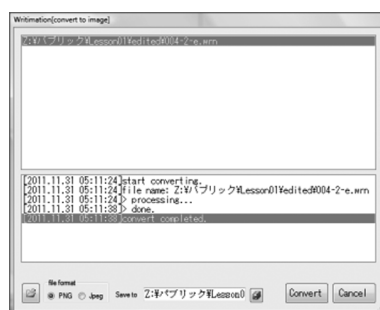 Writimation[convert to image]
Z:¥パブリック¥Lesson01¥edited¥004-2-e.wrn
[2011.11.31 05:11:24]start converting.
[2011.11.31 05:11:24]file name: Z:¥パブリック¥Lesson01¥edited¥004-2-e.wrn
[2011.11.31 05:11:24]> processing...
[2011.11.31 05:11:38]> done.
[2011.11.31 05:11:38]convert completed.
file format
PNG Jpeg Save to Z:¥パブリック¥Lesson0 Convert Cancel